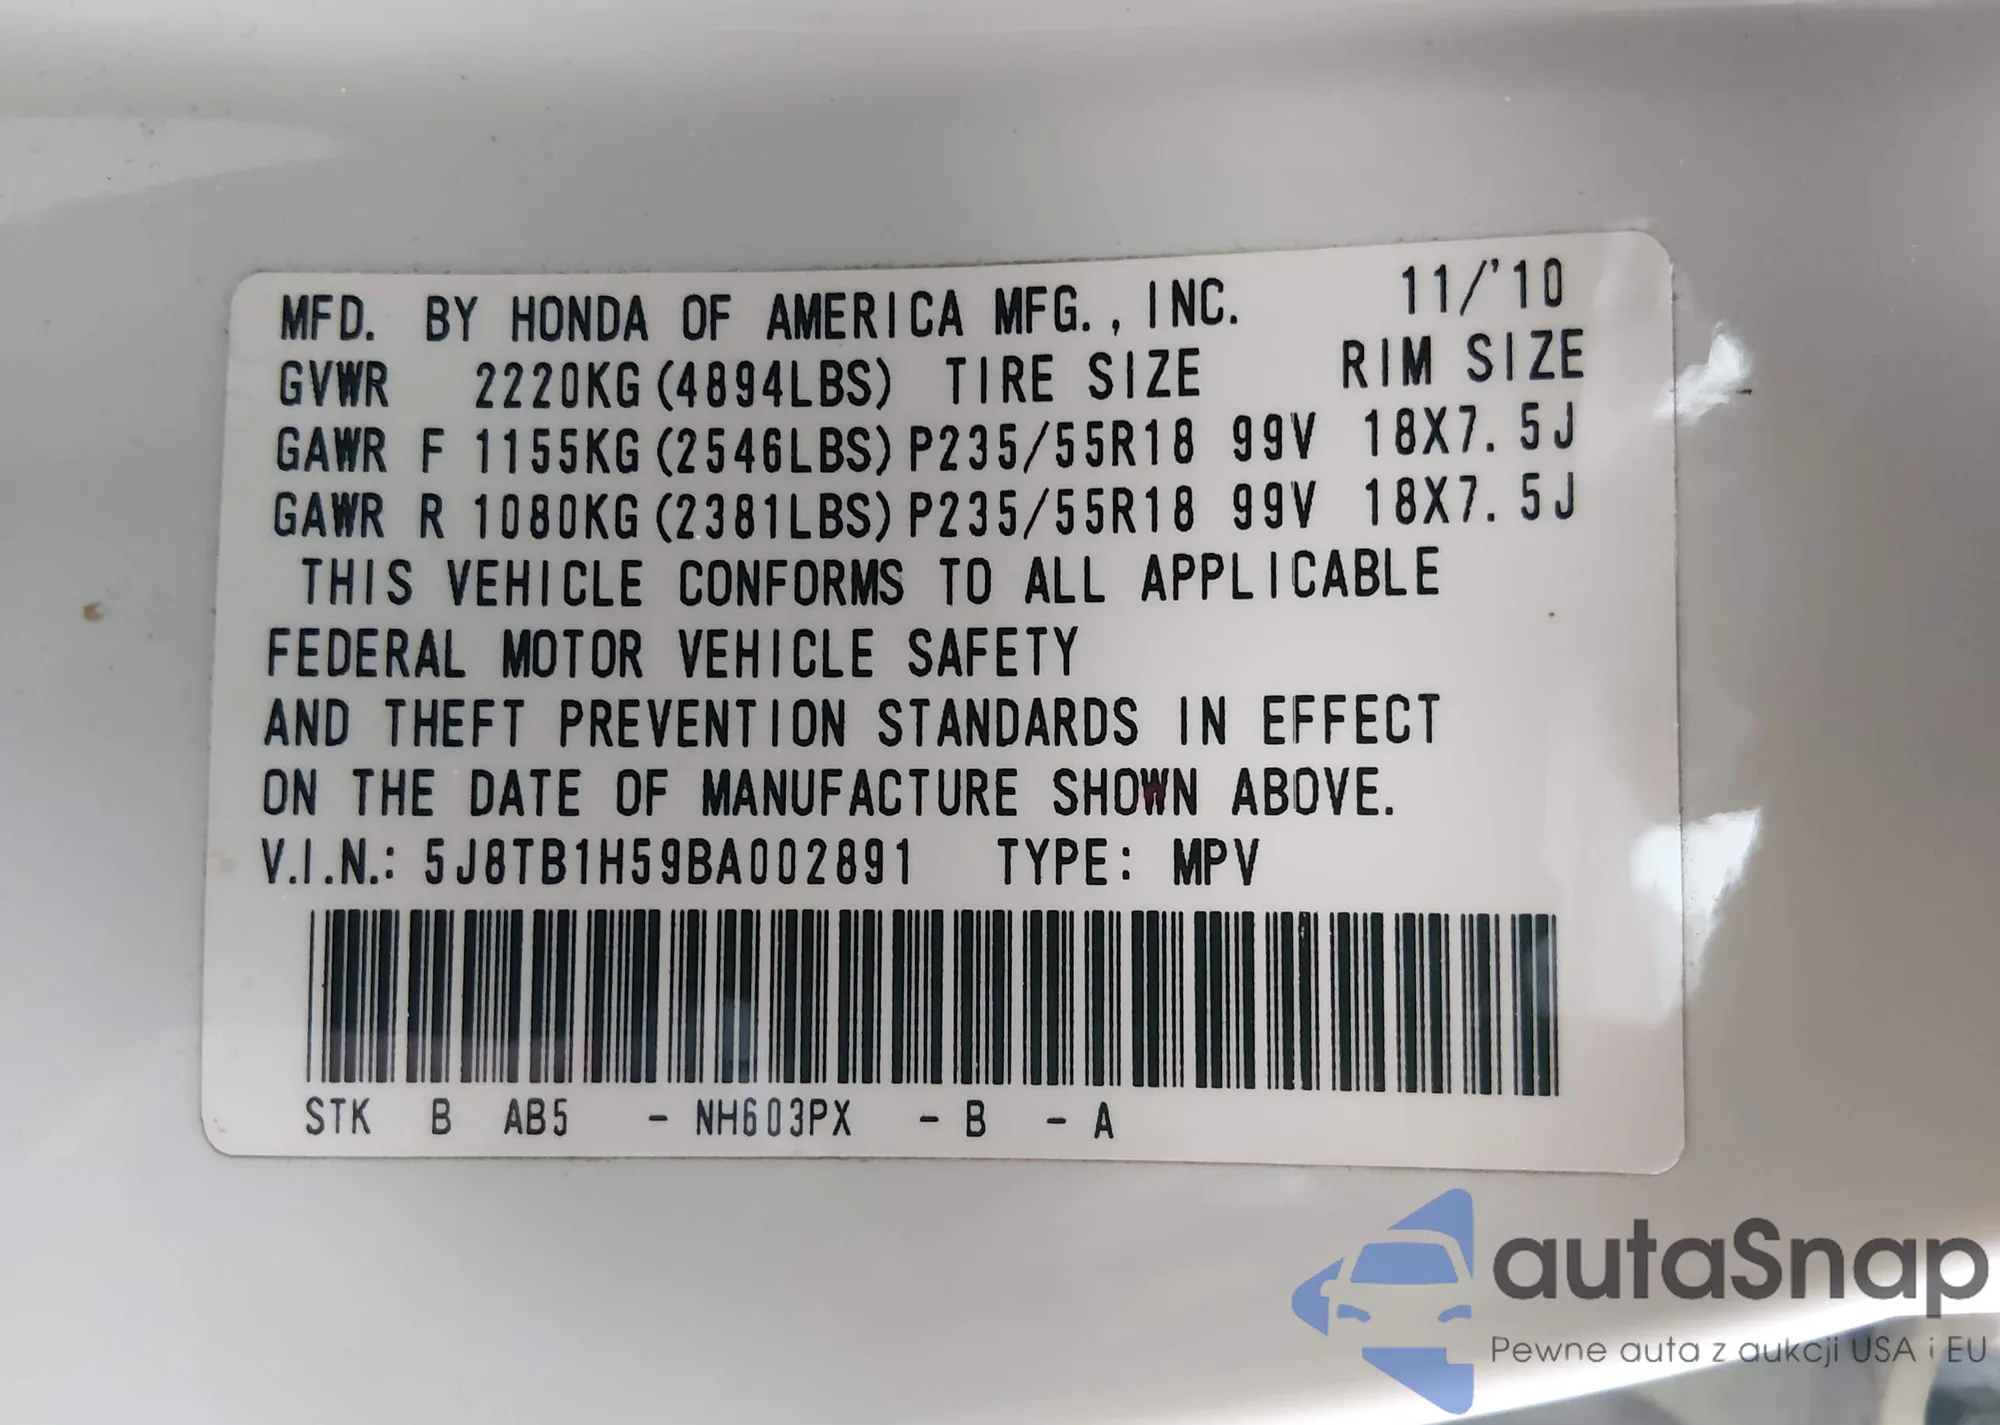 MFD. BY HONDA OF AMERICA MFG., INC. 11/'10
GVWR 2220KG(4894LBS) TIRE SIZE RIM SIZE
GAWR F 1155KG(2546LBS) P235/55R18 99V 18X7.5J
GAWR R 1080KG(2381LBS) P235/55R18 99V 18X7.5J
THIS VEHICLE CONFORMS TO ALL APPLICABLE
FEDERAL MOTOR VEHICLE SAFETY
AND THEFT PREVENTION STANDARDS IN EFFECT
ON THE DATE OF MANUFACTURE SHOWN ABOVE.
V.I.N.: 5J8TB1H59BA002891 TYPE: MPV
STK B AB5 - NH603PX - B - A
autaSnap
Pewne auta z aukcji USA i EU